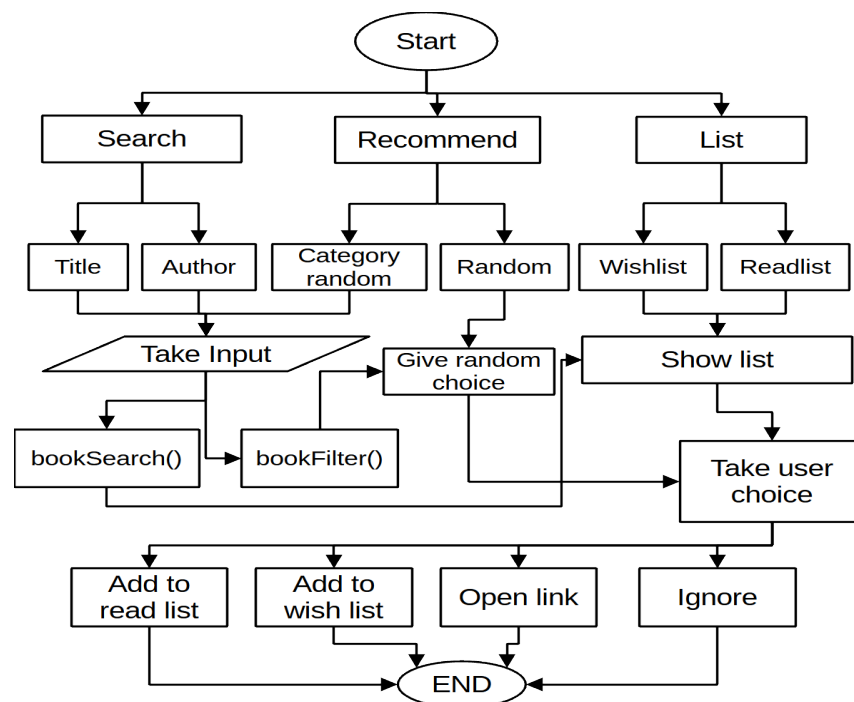 Start
Search
Recommend
List
Title
Author
Category
random
Random
Wishlist
Readlist
Take Input
Give random
choice
Show list
bookSearch()
bookFilter()
Take user
choice
Add to
read list
Add to
wish list
Open link
Ignore
END